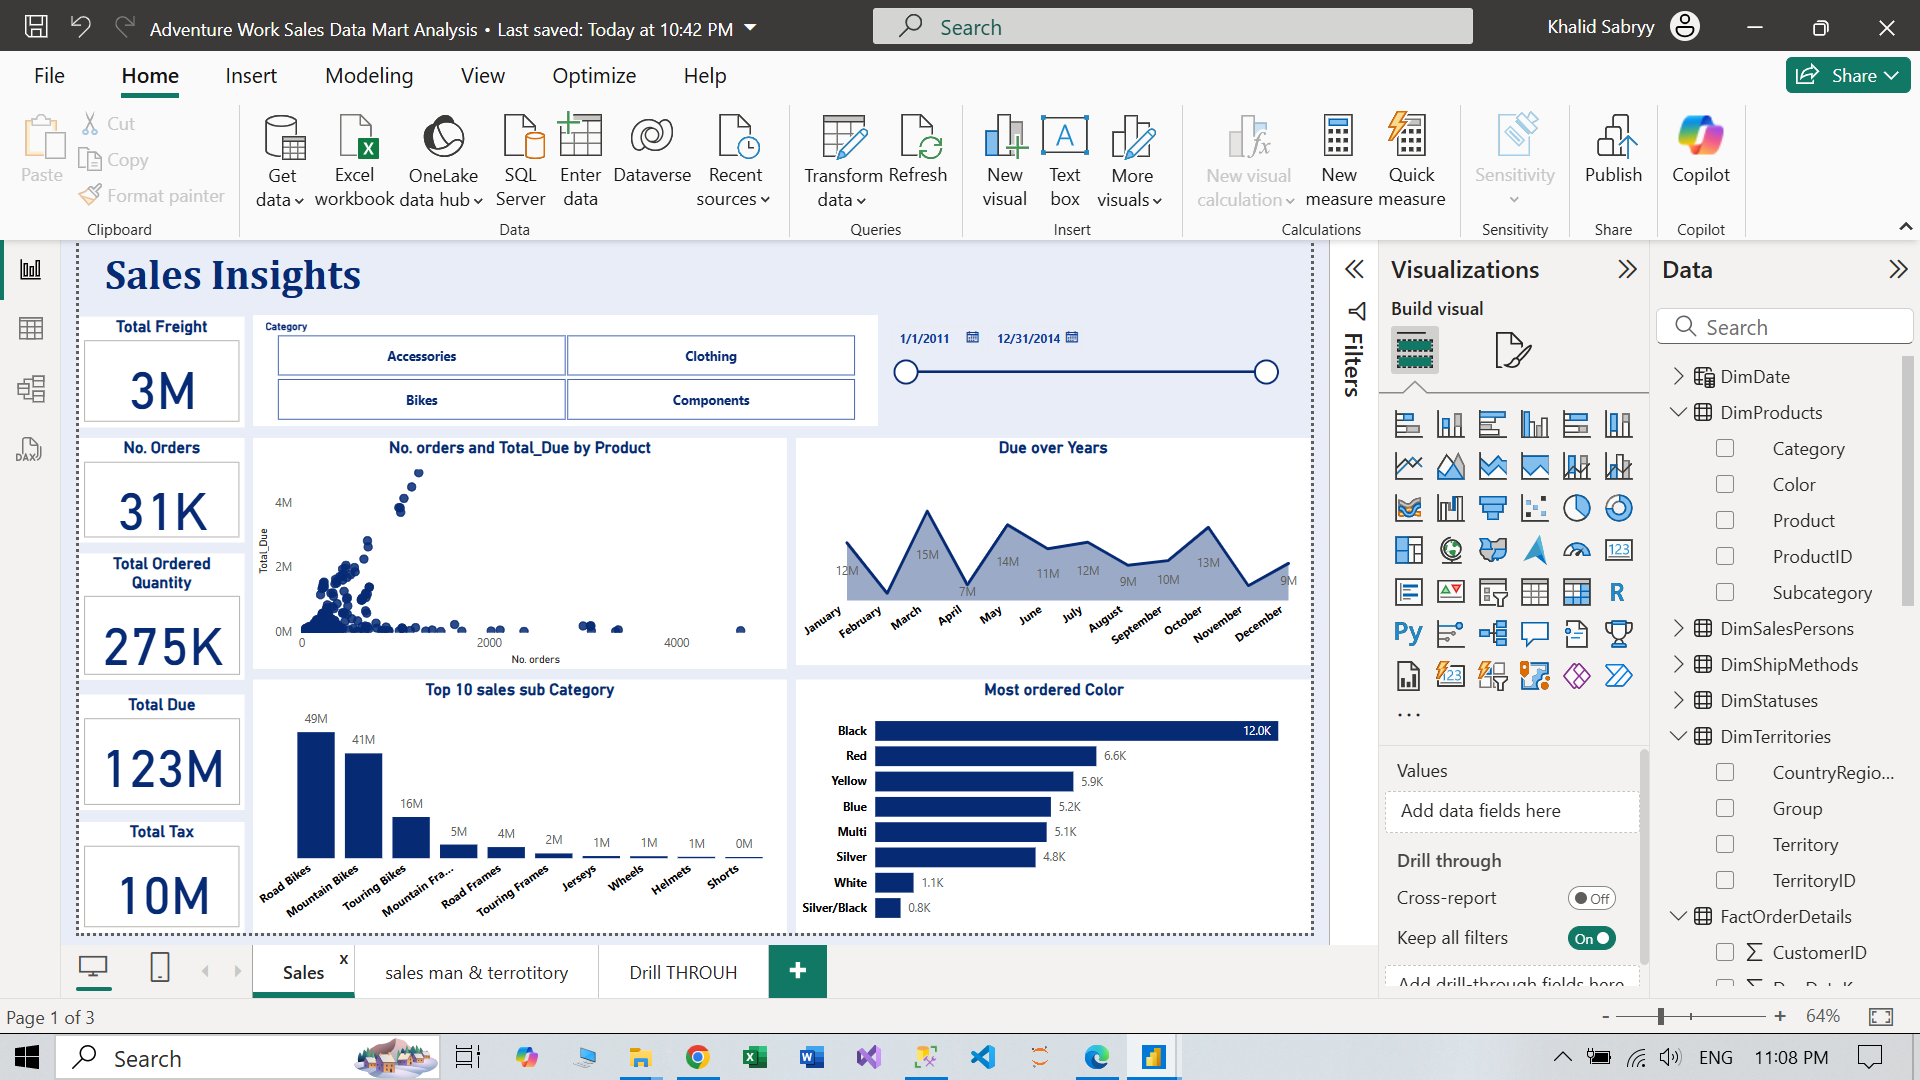 Adventure Work Sales Data Mart Analysis • Last saved: Today at 10:42 PM
Search
Khalid Sabryy
File
Home
Insert
Modeling
View
Optimize
Help
Share
Paste
Cut
Copy
Format painter
Clipboard
Get data
Excel workbook
OneLake data hub
SQL Server
Enter data
Dataverse
Recent sources
Data
Transform data
Refresh
Queries
New visual
Text box
More visuals
Insert
New visual calculation
New measure
Quick measure
Calculations
Sensitivity
Sensitivity
Publish
Share
Copilot
Copilot
Sales Insights
Total Freight
3M
No. Orders
31K
Total Ordered
Quantity
275K
Total Due
123M
Total Tax
10M
Category
Accessories
Clothing
Bikes
Components
1/1/2011
12/31/2014
No. orders and Total_Due by Product
Total_Due
4M
2M
0M
0
2000
4000
No. orders
Due over Years
12M
15M
7M
14M
11M
12M
9M
10M
13M
9M
January
February
March
April
May
June
July
August
September
October
November
December
Top 10 sales sub Category
49M
41M
16M
5M
4M
2M
1M
1M
1M
0M
Road Bikes
Mountain Bikes
Touring Bikes
Mountain Fra...
Road Frames
Touring Frames
Jerseys
Wheels
Helmets
Shorts
Most ordered Color
Black 12.0K
Red 6.6K
Yellow 5.9K
Blue 5.2K
Multi 5.1K
Silver 4.8K
White 1.1K
Silver/Black 0.8K
DAX
Filters
Visualizations
Build visual
123
R
Py
123
...
Values
Add data fields here
Drill through
Cross-report
Off
Keep all filters
On
Add drill-through fields here
Data
Search
DimDate
DimProducts
Category
Color
Product
ProductID
Subcategory
DimSalesPersons
DimShipMethods
DimStatuses
DimTerritories
CountryRegio...
Group
Territory
TerritoryID
FactOrderDetails
CustomerID
Sales
x
sales man & terrotitory
Drill THROUH
+
Page 1 of 3
- + 64%
Search
ENG
11:08 PM